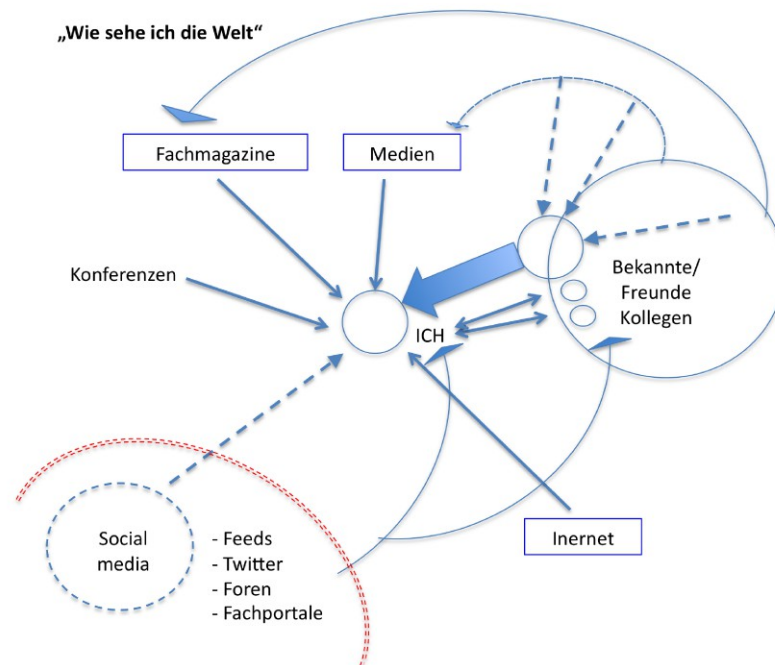 „Wie sehe ich die Welt“
Fachmagazine
Medien
Konferenzen
Bekannte/
Freunde
Kollegen
ICH
Inernet
Social
media
- Feeds
- Twitter
- Foren
- Fachportale